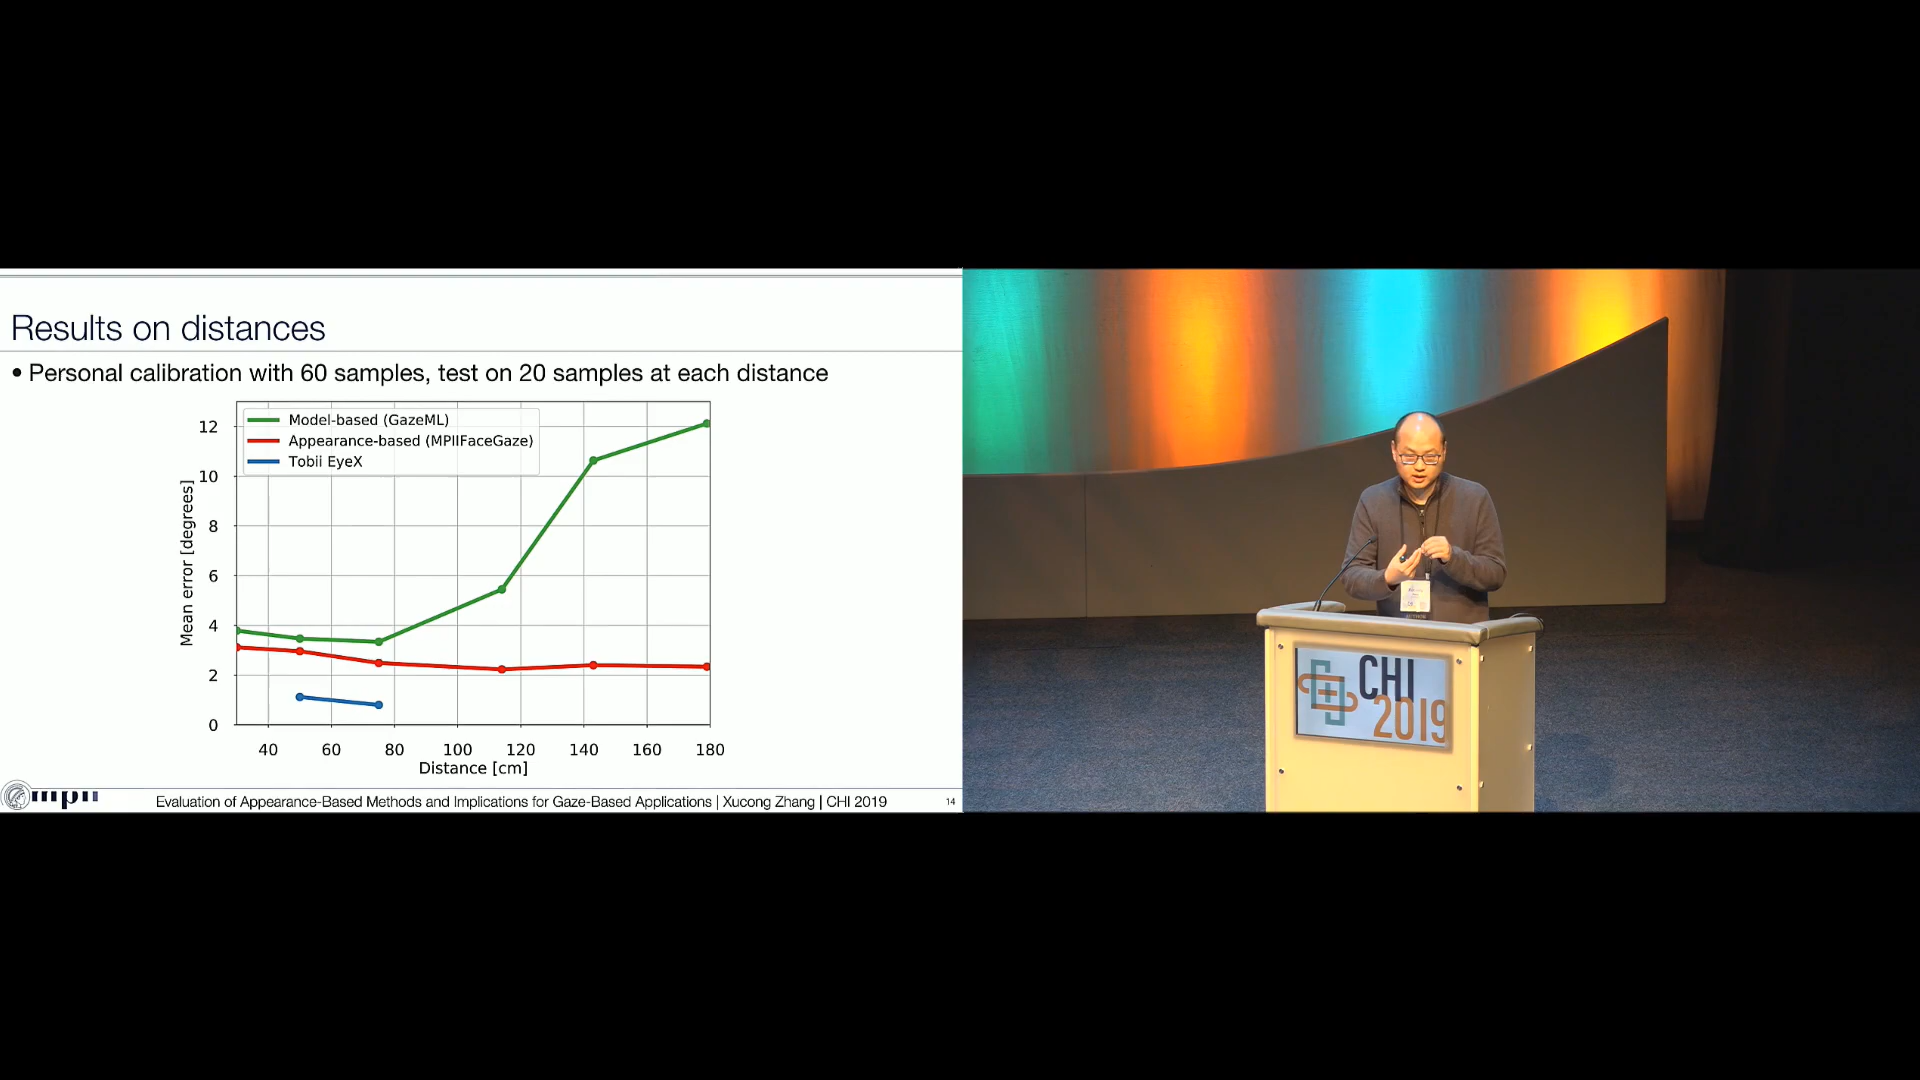 Results on distances
• Personal calibration with 60 samples, test on 20 samples at each distance
Model-based (GazeML)
Appearance-based (MPIIFaceGaze)
Tobii EyeX
Mean error [degrees]
12
10
8
6
4
2
0
40 60 80 100 120 140 160 180
Distance [cm]
mpii
Evaluation of Appearance-Based Methods and Implications for Gaze-Based Applications | Xucong Zhang | CHI 2019
14
CHI
2019